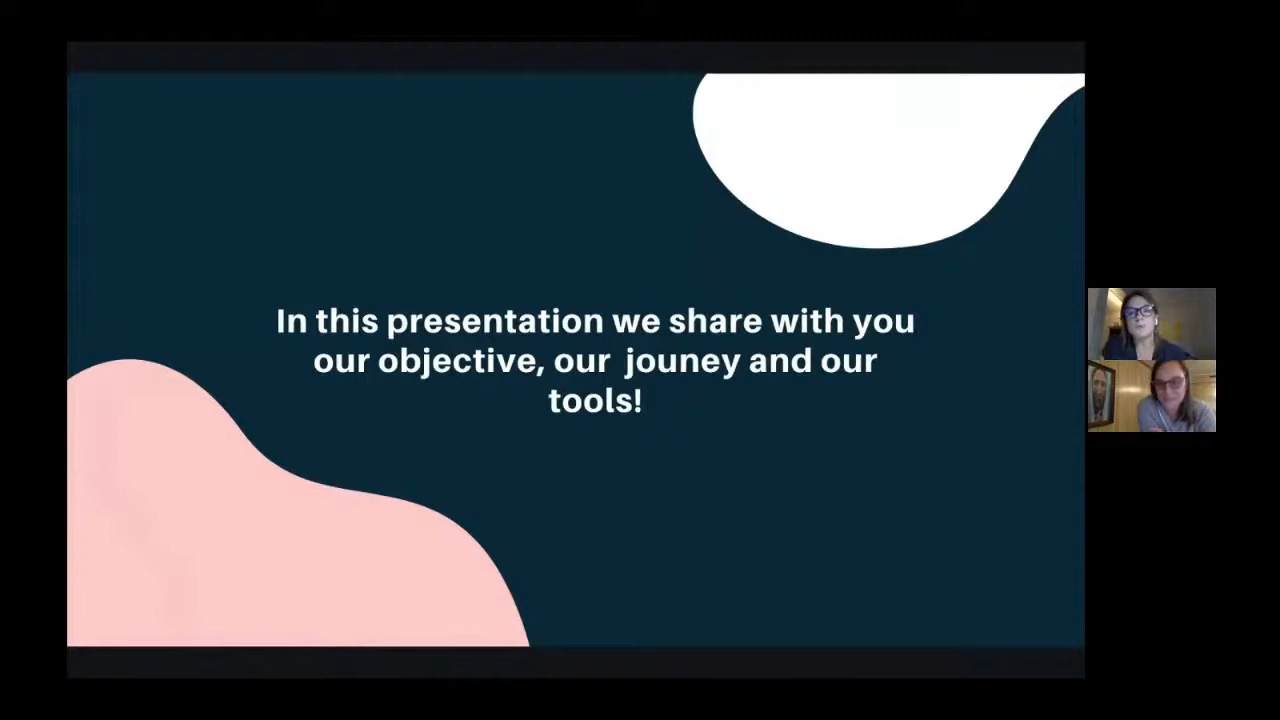 In this presentation we share with you
our objective, our  jouney and our
tools!